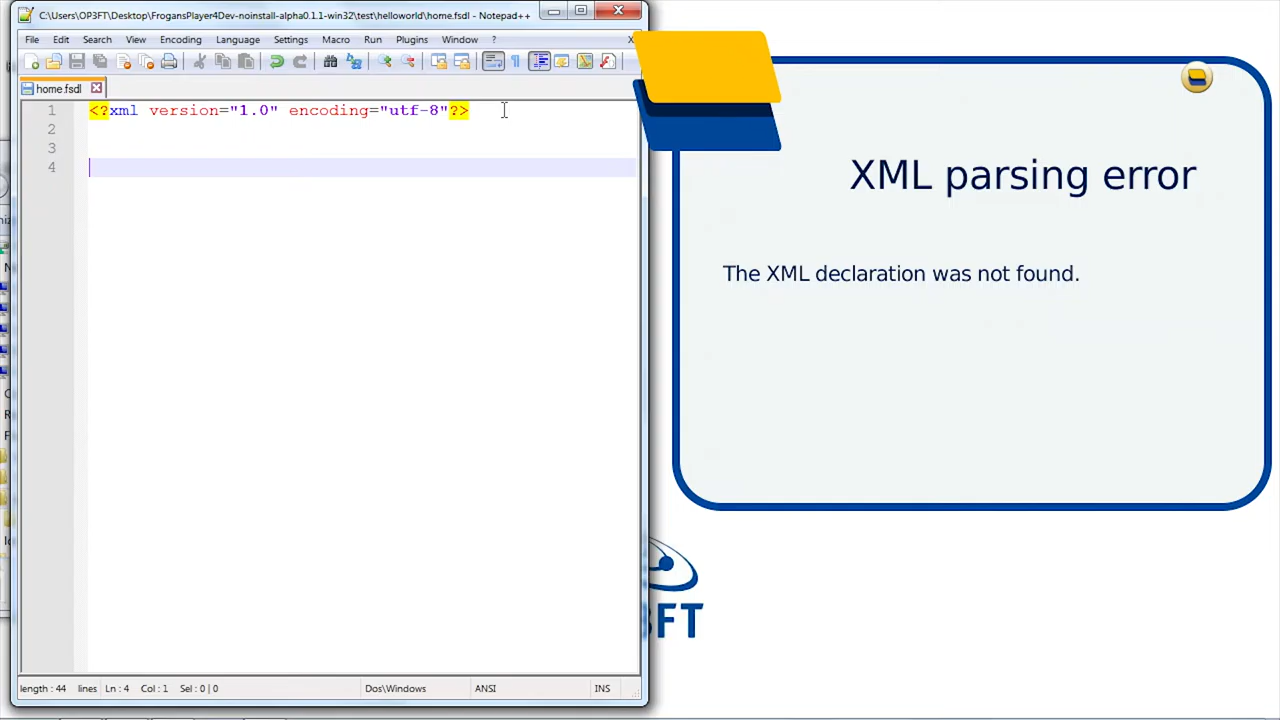 C:\Users\OP3FT\Desktop\FrogansPlayer4Dev-noinstall-alpha0.1.1-win32\test\helloworld\home.fsdl - Notepad++
File Edit Search View Encoding Language Settings Macro Run Plugins Window ?
X
home.fsdl
1 <?xml version="1.0" encoding="utf-8"?>
2
3
4
XML parsing error
The XML declaration was not found.
FT
length : 44 lines Ln : 4 Col : 1 Sel : 0 | 0 Dos\Windows ANSI INS